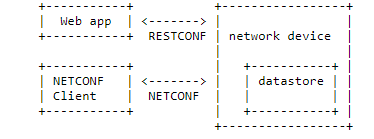 Web app <------->
RESTCONF network device
NETCONF <-------> datastore
Client NETCONF